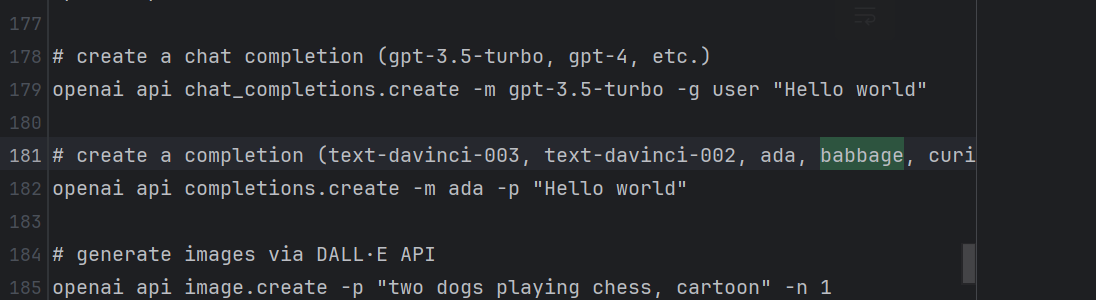 177
178 # create a chat completion (gpt-3.5-turbo, gpt-4, etc.)
179 openai api chat_completions.create -m gpt-3.5-turbo -g user "Hello world"
180
181 # create a completion (text-davinci-003, text-davinci-002, ada, babbage, curi
182 openai api completions.create -m ada -p "Hello world"
183
184 # generate images via DALL·E API
185 openai api image.create -p "two dogs playing chess, cartoon" -n 1